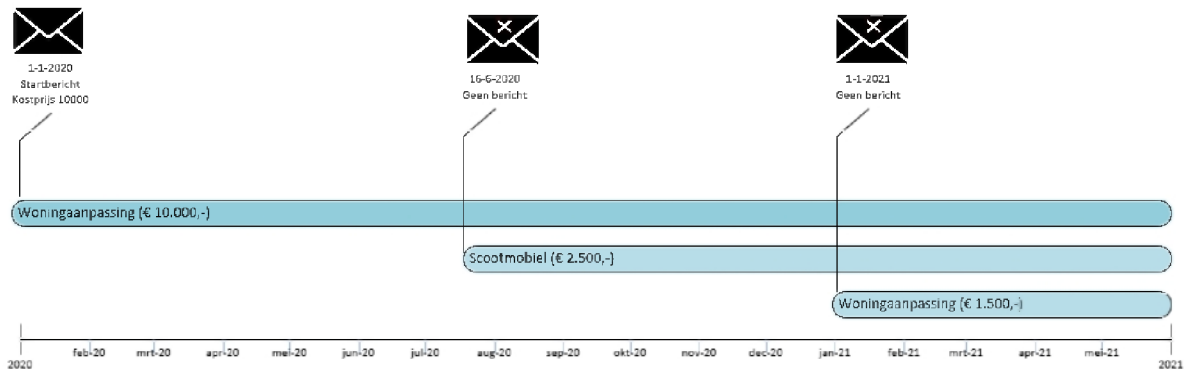 1-1-2020
Startbericht
Kostprijs 10000
16-6-2020
Geen bericht
1-1-2021
Geen bericht
Woningaanpassing (€ 10.000,-)
Scootmobiel (€ 2.500,-)
Woningaanpassing (€ 1.500,-)
feb-20 mrt-20 apr-20 mei-20 jun-20 jul-20 aug-20 sep-20 okt-20 nov-20 dec-20 jan-21 feb-21 mrt-21 apr-21 mei-21
2020 2021